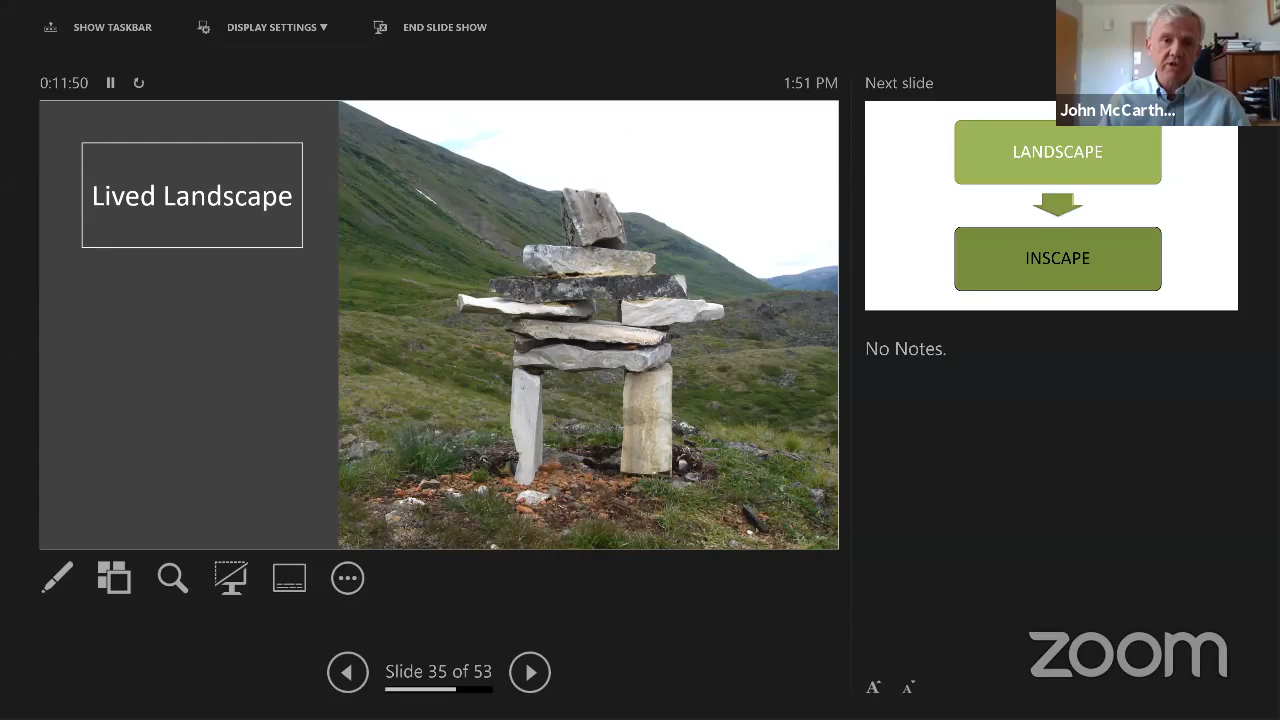 SHOW TASKBAR
DISPLAY SETTINGS ▼
END SLIDE SHOW
0:11:50
1:51 PM
Next slide
John McCarth...
Lived Landscape
LANDSCAPE
INSCAPE
No Notes.
Slide 35 of 53
zoom
A
A